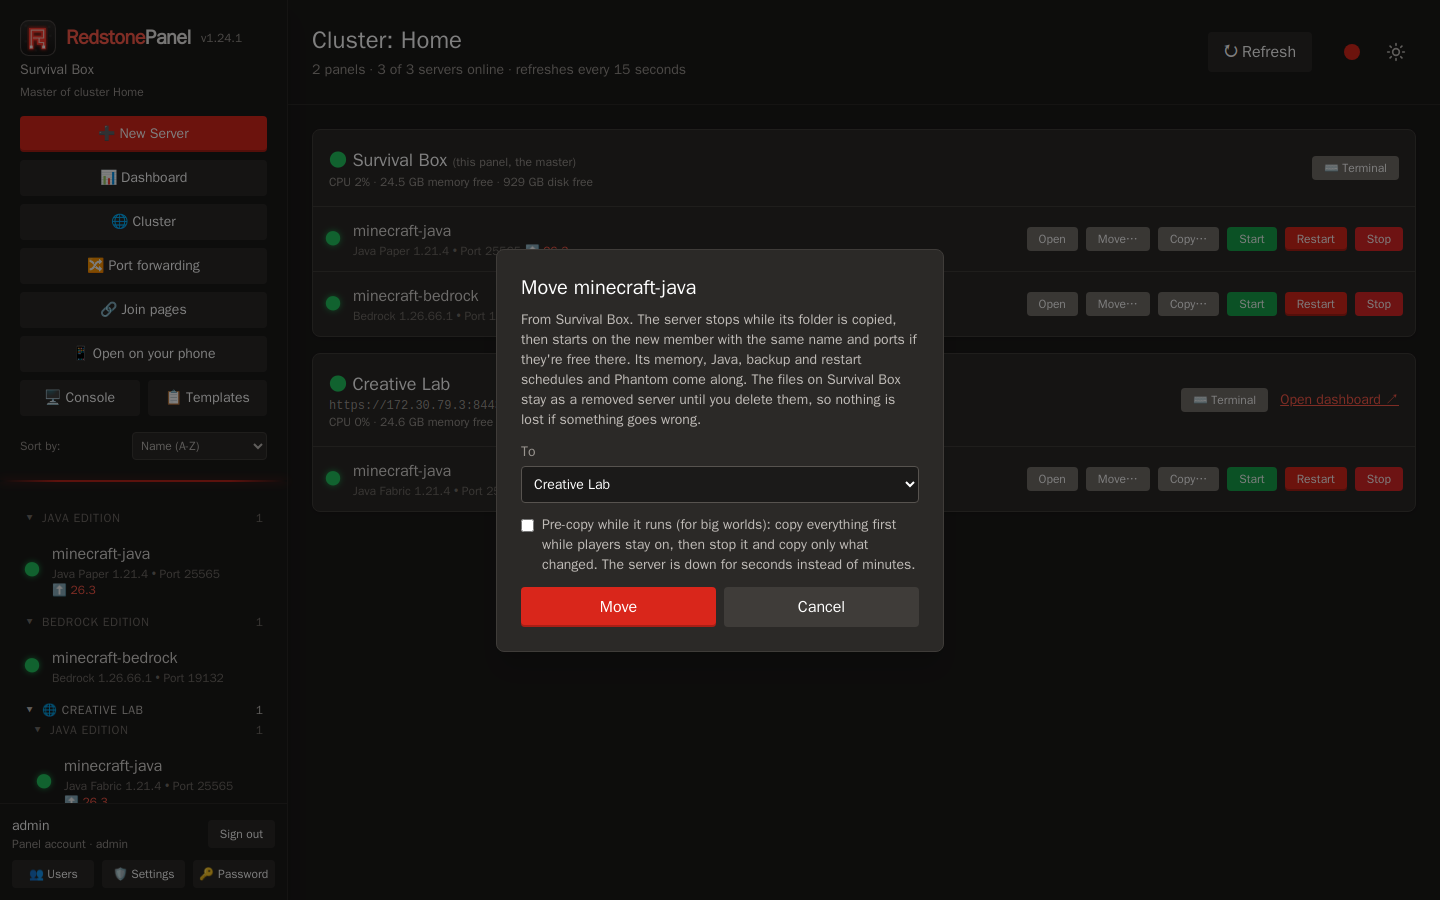 RedstonePanel v1.24.1
Survival Box
Master of cluster Home
➕ New Server
📊 Dashboard
🌐 Cluster
🔀 Port forwarding
🔗 Join pages
📱 Open on your phone
🖥️ Console
📋 Templates
Sort by:
Name (A-Z)
JAVA EDITION 1
minecraft-java
Java Paper 1.21.4 • Port 25565
⬆️ 26.3
BEDROCK EDITION 1
minecraft-bedrock
Bedrock 1.26.66.1 • Port 19132
🌐 CREATIVE LAB 1
JAVA EDITION 1
minecraft-java
Java Fabric 1.21.4 • Port 25565
⬆️ 26.3
admin
Panel account · admin
Sign out
👥 Users
🛡️ Settings
🔑 Password
Cluster: Home
2 panels · 3 of 3 servers online · refreshes every 15 seconds
↻ Refresh
Survival Box (this panel, the master)
CPU 2% · 24.5 GB memory free · 929 GB disk free
⌨️ Terminal
minecraft-java
Java Paper 1.21.4 • Port 25565 ⬆️ 26.3
Open Move… Copy… Start Restart Stop
minecraft-bedrock
Bedrock 1.26.66.1 • Port 1
Open Move… Copy… Start Restart Stop
Creative Lab
https://172.30.79.3:844
CPU 0% · 24.6 GB memory free
⌨️ Terminal
Open dashboard ↗
minecraft-java
Java Fabric 1.21.4 • Port 25
Open Move… Copy… Start Restart Stop
Move minecraft-java
From Survival Box. The server stops while its folder is copied,
then starts on the new member with the same name and ports if
they're free there. Its memory, Java, backup and restart
schedules and Phantom come along. The files on Survival Box
stay as a removed server until you delete them, so nothing is
lost if something goes wrong.
To
Creative Lab
Pre-copy while it runs (for big worlds): copy everything first
while players stay on, then stop it and copy only what
changed. The server is down for seconds instead of minutes.
Move
Cancel